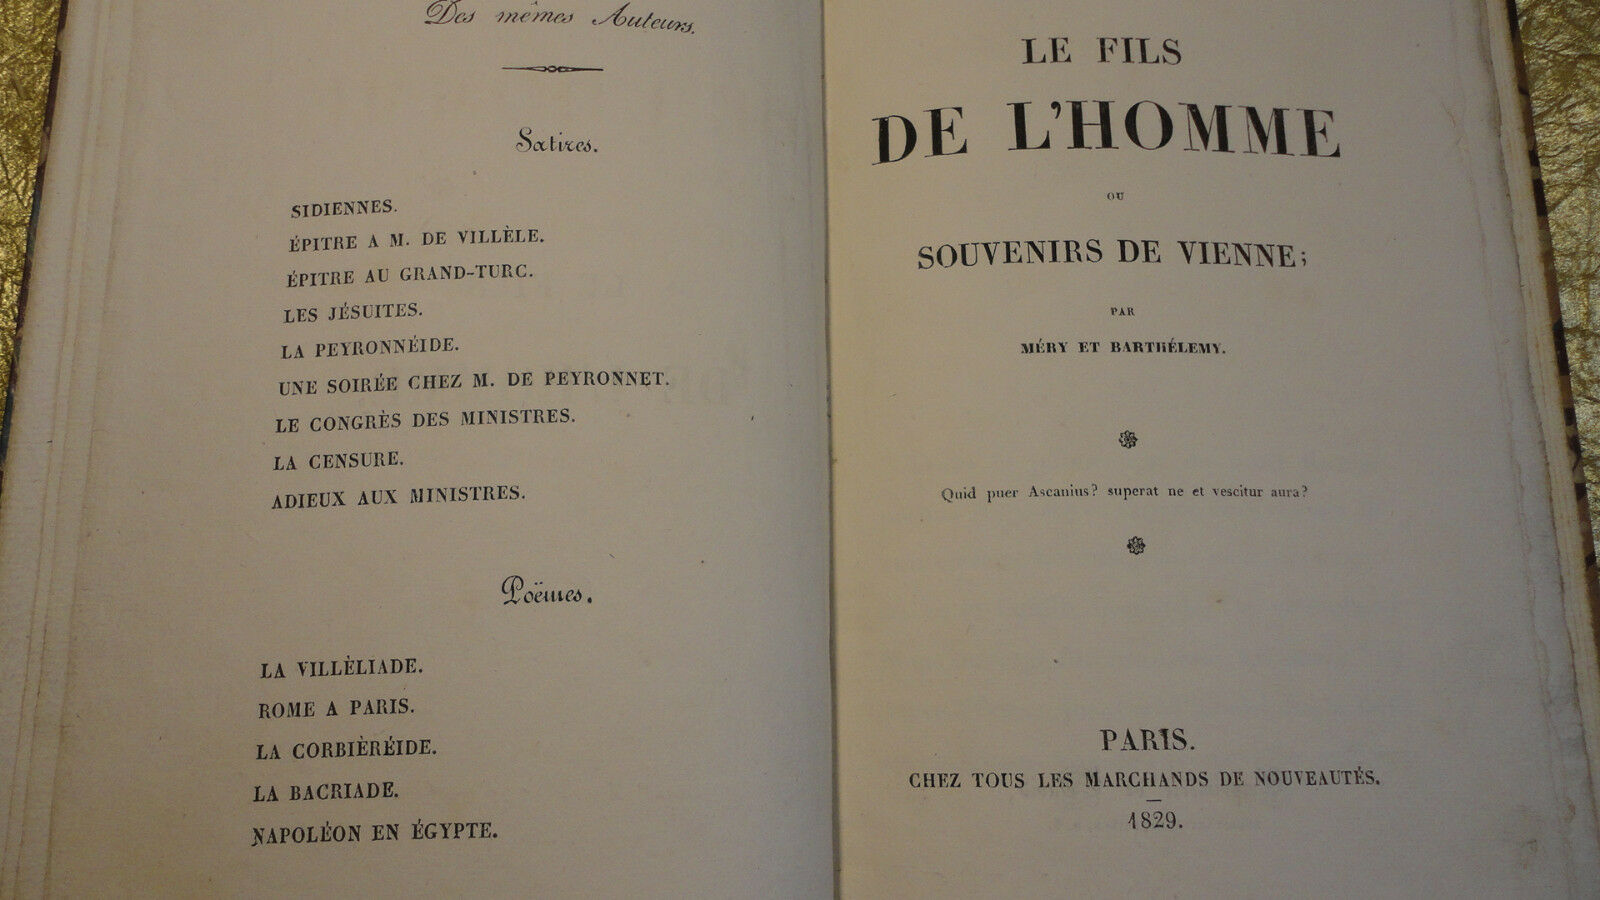 Des mêmes Auteurs.
Satires.
SIDIENNES.
ÉPITRE A M. DE VILLÈLE.
ÉPITRE AU GRAND-TURC.
LES JÉSUITES.
LA PEYRONNÉIDE.
UNE SOIRÉE CHEZ M. DE PEYRONNET.
LE CONGRÈS DES MINISTRES.
LA CENSURE.
ADIEUX AUX MINISTRES.
Poëmes.
LA VILLÈLIADE.
ROME A PARIS.
LA CORBIÈRÉIDE.
LA BACRIADE.
NAPOLÉON EN ÉGYPTE.
LE FILS
DE L'HOMME
OU
SOUVENIRS DE VIENNE;
PAR
MÉRY ET BARTHÉLEMY.
Quid puer Ascanius? superat ne et vescitur aura?
PARIS.
CHEZ TOUS LES MARCHANDS DE NOUVEAUTÉS.
1829.